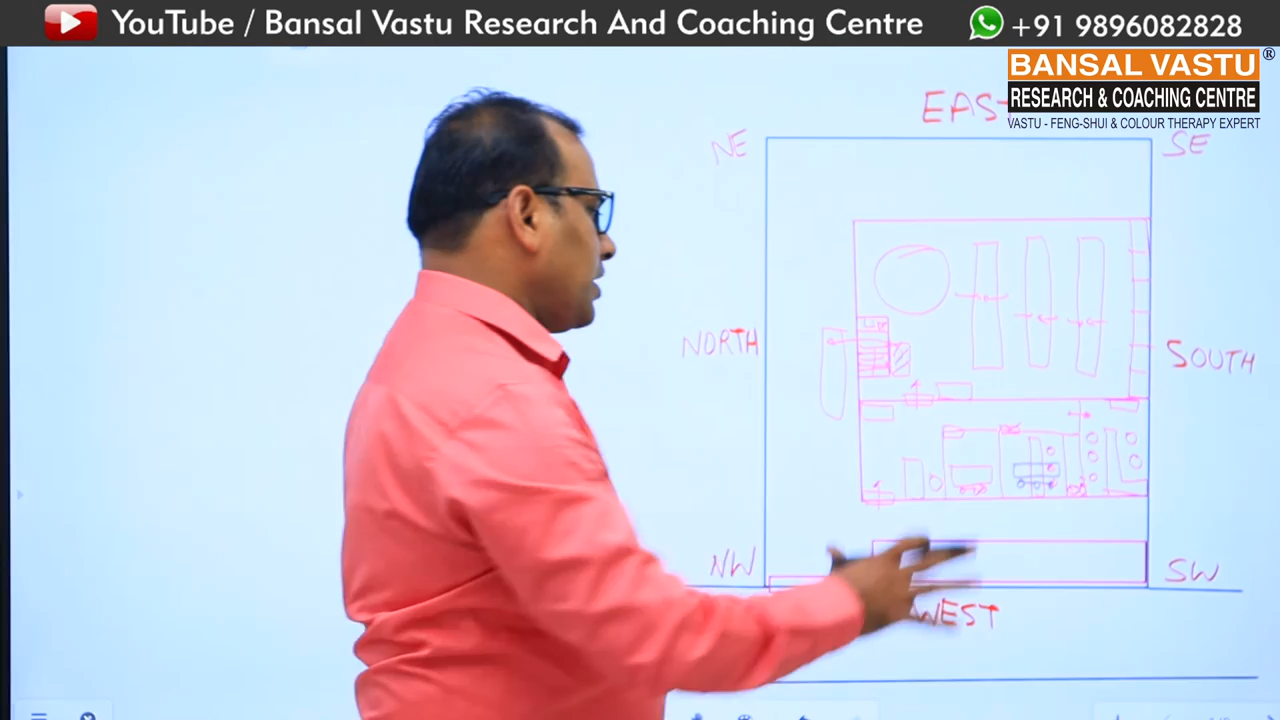 YouTube / Bansal Vastu Research And Coaching Centre
+91 9896082828
BANSAL VASTU ®
RESEARCH & COACHING CENTRE
VASTU - FENG-SHUI & COLOUR THERAPY EXPERT
EAS
NE
SE
NORTH
SOUTH
NW
SW
WEST